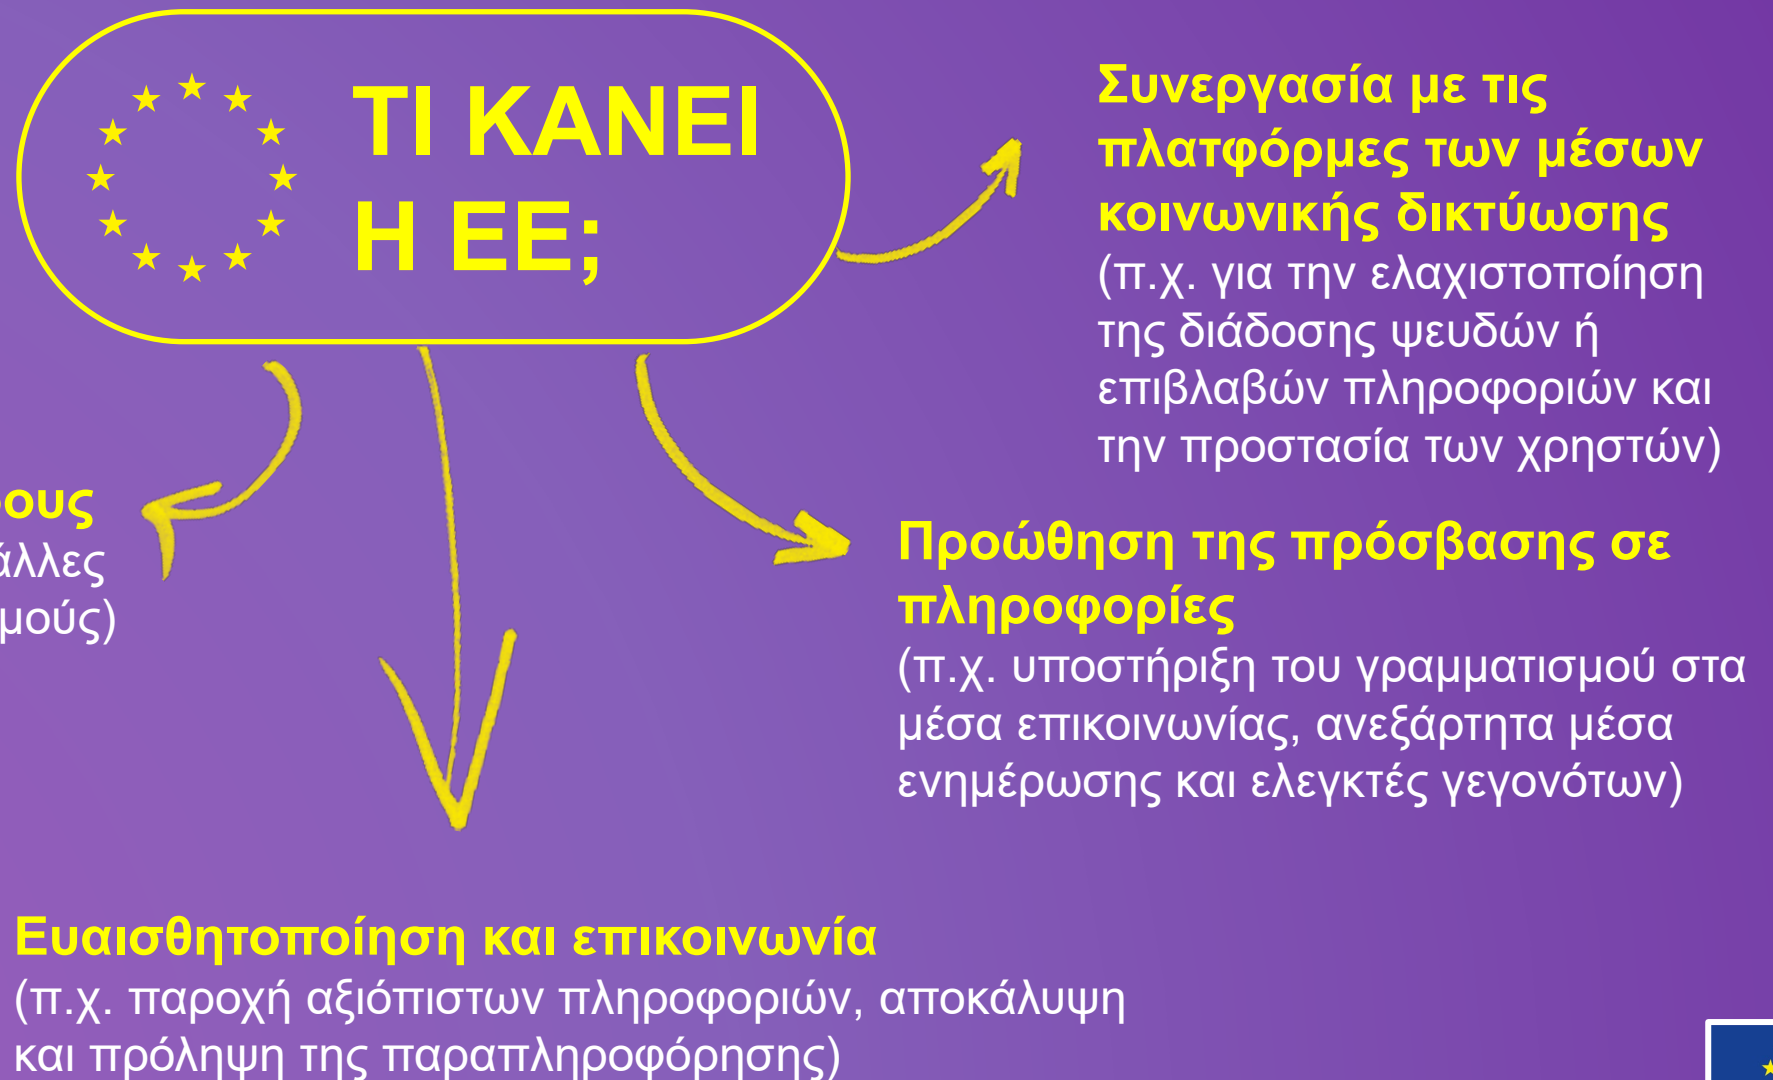 ΤΙ ΚΑΝΕΙ
Η ΕΕ;
Συνεργασία με τις
πλατφόρμες των μέσων
κοινωνικής δικτύωσης
(π.χ. για την ελαχιστοποίηση
της διάδοσης ψευδών ή
επιβλαβών πληροφοριών και
την προστασία των χρηστών)
άλλες
Προώθηση της πρόσβασης σε
πληροφορίες
(π.χ. υποστήριξη του γραμματισμού στα
μέσα επικοινωνίας, ανεξάρτητα μέσα
ενημέρωσης και ελεγκτές γεγονότων)
Ευαισθητοποίηση και επικοινωνία
(π.χ. παροχή αξιόπιστων πληροφοριών, αποκάλυψη
και πρόληψη της παραπληροφόρησης)